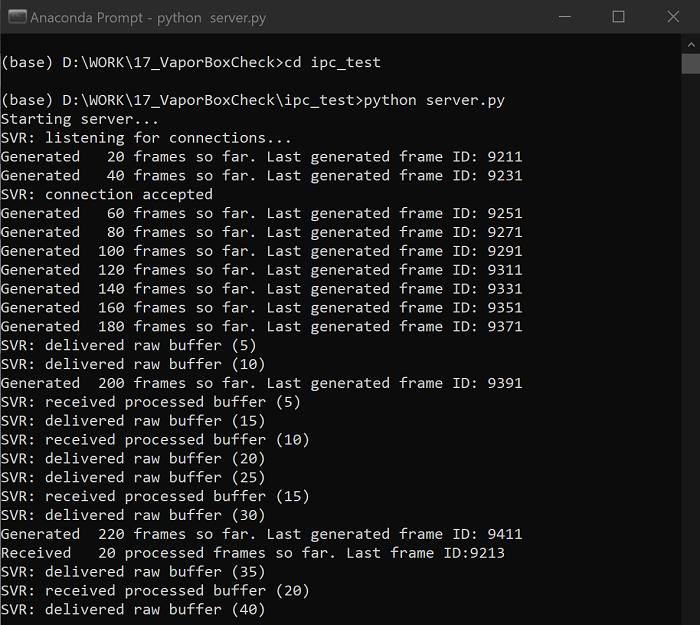 Anaconda Prompt - python  server.py
(base) D:\WORK\17_VaporBoxCheck>cd ipc_test
(base) D:\WORK\17_VaporBoxCheck\ipc_test>python server.py
Starting server...
SVR: listening for connections...
Generated   20 frames so far. Last generated frame ID: 9211
Generated   40 frames so far. Last generated frame ID: 9231
SVR: connection accepted
Generated   60 frames so far. Last generated frame ID: 9251
Generated   80 frames so far. Last generated frame ID: 9271
Generated  100 frames so far. Last generated frame ID: 9291
Generated  120 frames so far. Last generated frame ID: 9311
Generated  140 frames so far. Last generated frame ID: 9331
Generated  160 frames so far. Last generated frame ID: 9351
Generated  180 frames so far. Last generated frame ID: 9371
SVR: delivered raw buffer (5)
SVR: delivered raw buffer (10)
Generated  200 frames so far. Last generated frame ID: 9391
SVR: received processed buffer (5)
SVR: delivered raw buffer (15)
SVR: received processed buffer (10)
SVR: delivered raw buffer (20)
SVR: delivered raw buffer (25)
SVR: received processed buffer (15)
SVR: delivered raw buffer (30)
Generated  220 frames so far. Last generated frame ID: 9411
Received   20 processed frames so far. Last frame ID:9213
SVR: delivered raw buffer (35)
SVR: received processed buffer (20)
SVR: delivered raw buffer (40)